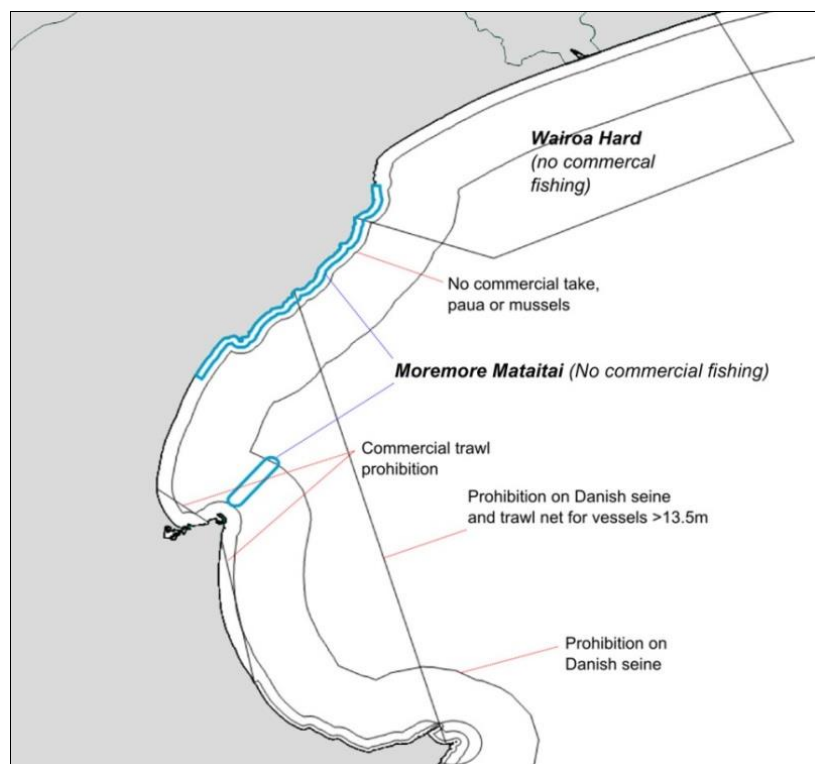 Wairoa Hard
(no commercal
fishing)
No commercial take,
paua or mussels
Moremore Mataitai (No commercial fishing)
Commercial trawl
prohibition
Prohibition on Danish seine
and trawl net for vessels >13.5m
Prohibition on
Danish seine